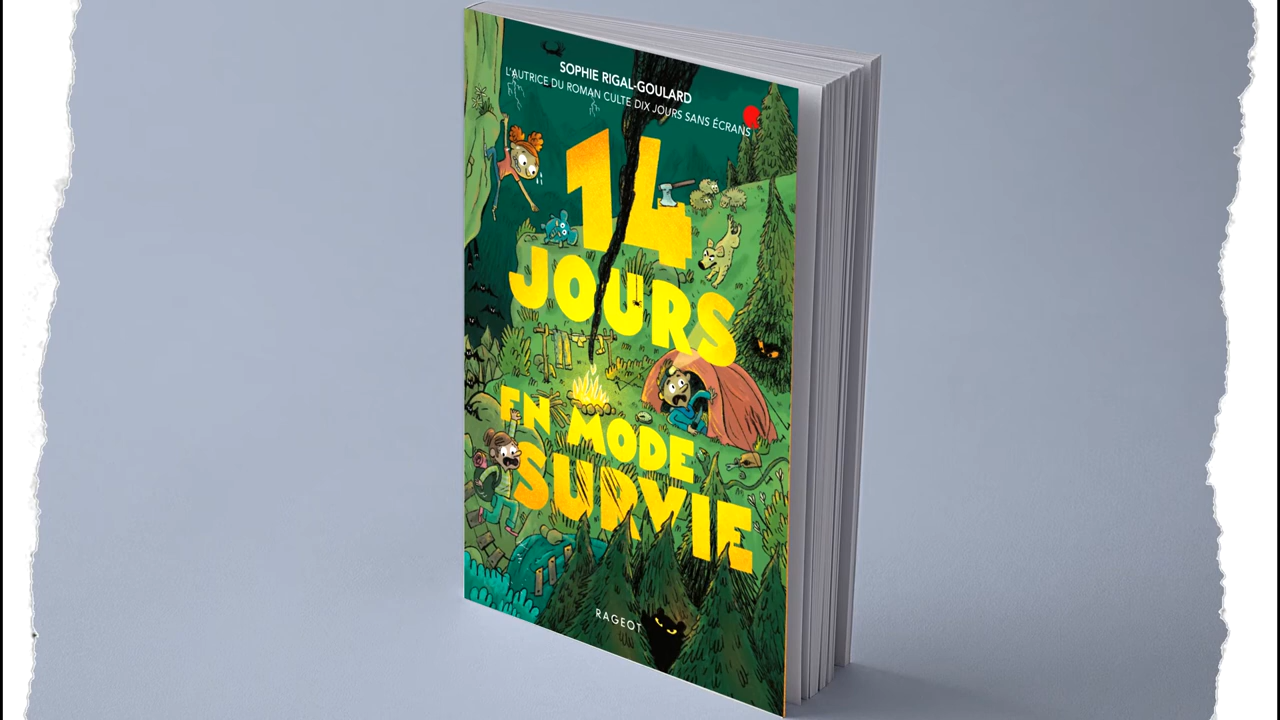 SOPHIE RIGAL-GOULARD
L'AUTRICE DU ROMAN CULTE DIX JOURS SANS ÉCRANS
14
JOURS
EN MODE
SURVIE
RAGEOT